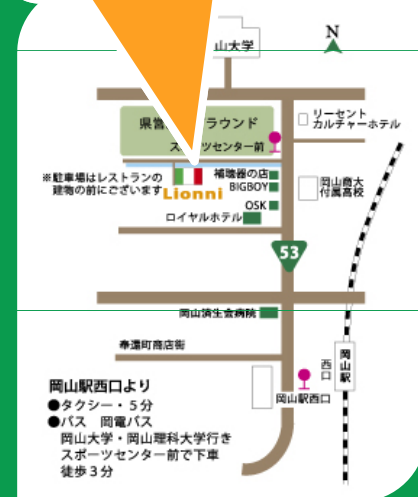 山大学
N
県営
ラウンド
リーセント
カルチャーホテル
スポーツセンター前
※駐車場はレストランの
建物の前にございます
Lionni
補聴器の店
BIGBOY
OSK
ロイヤルホテル
岡山商大
付属高校
53
岡山済生会病院
奉還町商店街
岡山駅
西口
岡山駅西口
岡山駅西口より
●タクシー・5分
●バス 岡電バス
岡山大学・岡山理科大学行き
スポーツセンター前で下車
徒歩3分